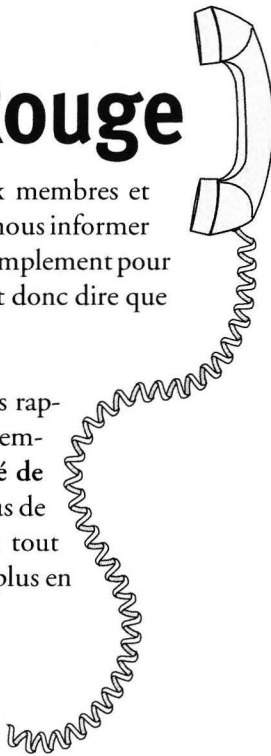 ouge
membres et
nous informer
mplement pour
t donc dire que
s rap-
em-
é de
us de
tout
plus en